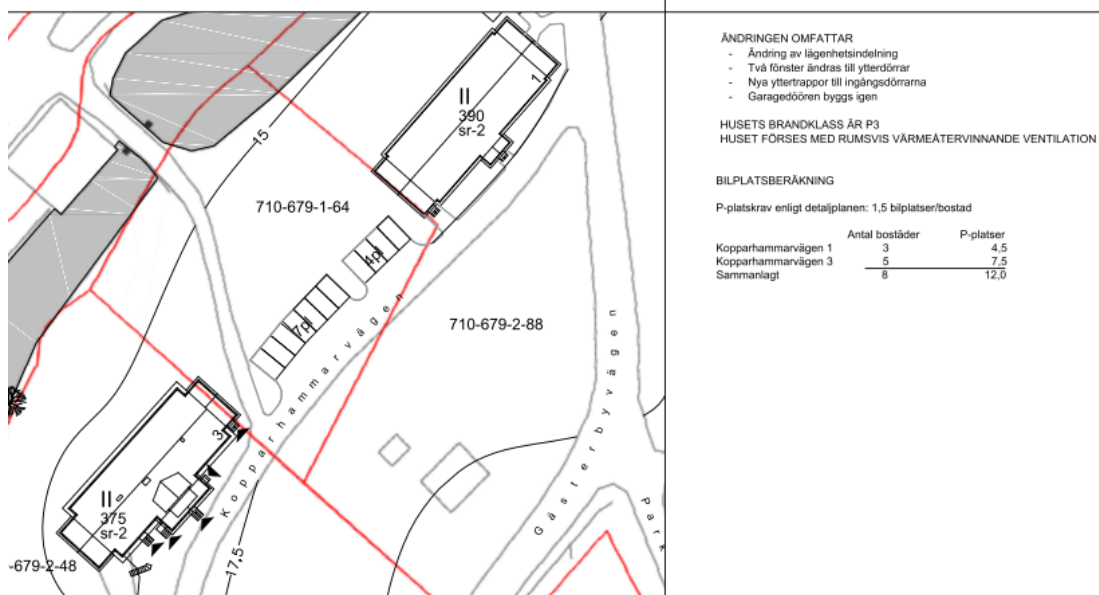 ÄNDRINGEN OMFATTAR
- Ändring av lägenhetsindelning
- Två fönster ändras till ytterdörrar
- Nya yttertrappor till ingångsdörrarna
- Garagedöören byggs igen
HUSETS BRANDKLASS ÄR P3
HUSET FÖRSES MED RUMSVIS VÄRMEÅTERVINNANDE VENTILATION
BILPLATSBERÄKNING
P-platskrav enligt detaljplanen: 1,5 bilplatser/bostad
Antal bostäder P-platser
Kopparhammarvägen 1 3 4,5
Kopparhammarvägen 3 5 7,5
Sammanlagt 8 12,0
1
II
390
sr-2
15
710-679-1-64
4pl
7pl
Kopparhammarvägen
710-679-2-88
Gästerbyvägen
Park
3
II
375
sr-2
17,5
-679-2-48